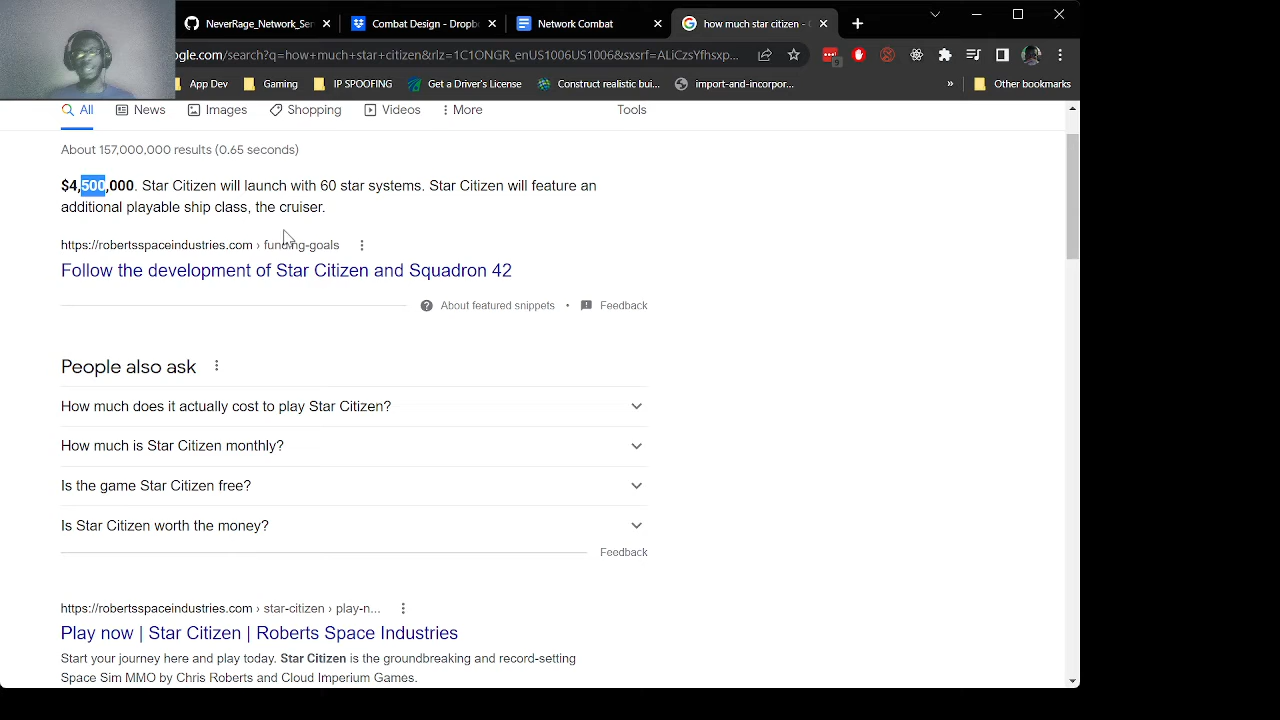 NeverRage_Network_Ser
Combat Design - Dropbo
Network Combat
how much star citizen - G
gle.com/search?q=how+much+star+citizen&rlz=1C1ONGR_enUS1006US1006&sxsrf=ALiCzsYfhsxp...
App Dev
Gaming
IP SPOOFING
Get a Driver's License
Construct realistic bui...
import-and-incorpor...
»
Other bookmarks
All
News
Images
Shopping
Videos
More
Tools
About 157,000,000 results (0.65 seconds)
$4,500,000. Star Citizen will launch with 60 star systems. Star Citizen will feature an
additional playable ship class, the cruiser.
https://robertsspaceindustries.com › funding-goals
Follow the development of Star Citizen and Squadron 42
About featured snippets • Feedback
People also ask
How much does it actually cost to play Star Citizen?
How much is Star Citizen monthly?
Is the game Star Citizen free?
Is Star Citizen worth the money?
Feedback
https://robertsspaceindustries.com › star-citizen › play-n...
Play now | Star Citizen | Roberts Space Industries
Start your journey here and play today. Star Citizen is the groundbreaking and record-setting
Space Sim MMO by Chris Roberts and Cloud Imperium Games.